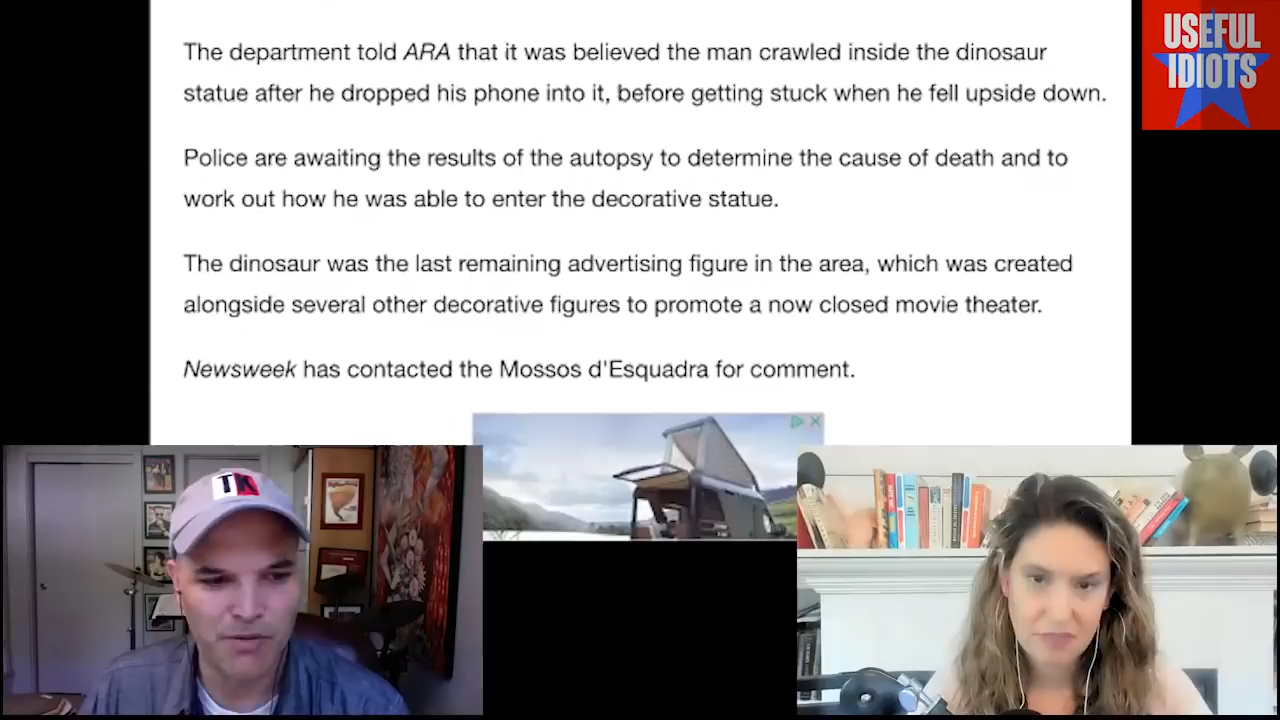 The department told ARA that it was believed the man crawled inside the dinosaur
statue after he dropped his phone into it, before getting stuck when he fell upside down.
Police are awaiting the results of the autopsy to determine the cause of death and to
work out how he was able to enter the decorative statue.
The dinosaur was the last remaining advertising figure in the area, which was created
alongside several other decorative figures to promote a now closed movie theater.
Newsweek has contacted the Mossos d'Esquadra for comment.
USEFUL
IDIOTS
TK